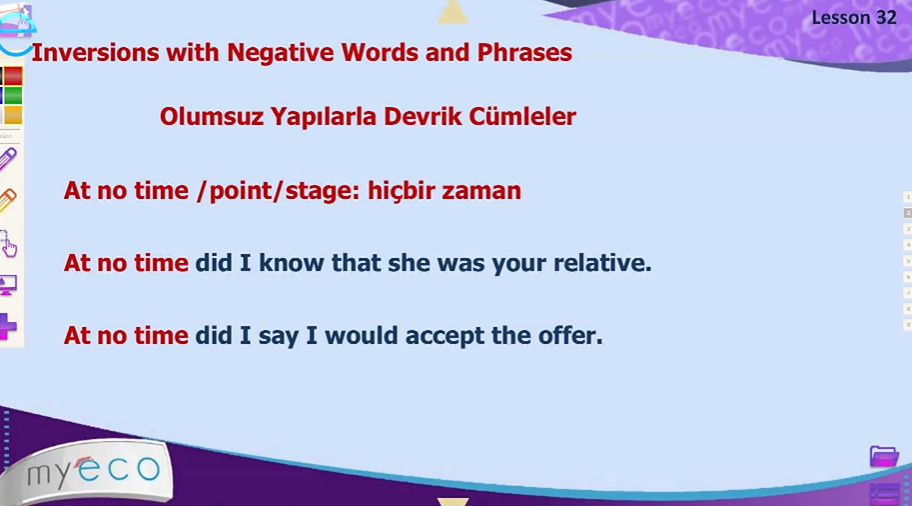 Lesson 32
Inversions with Negative Words and Phrases
Olumsuz Yapılarla Devrik Cümleler
At no time /point/stage: hiçbir zaman
At no time did I know that she was your relative.
At no time did I say I would accept the offer.
myeco